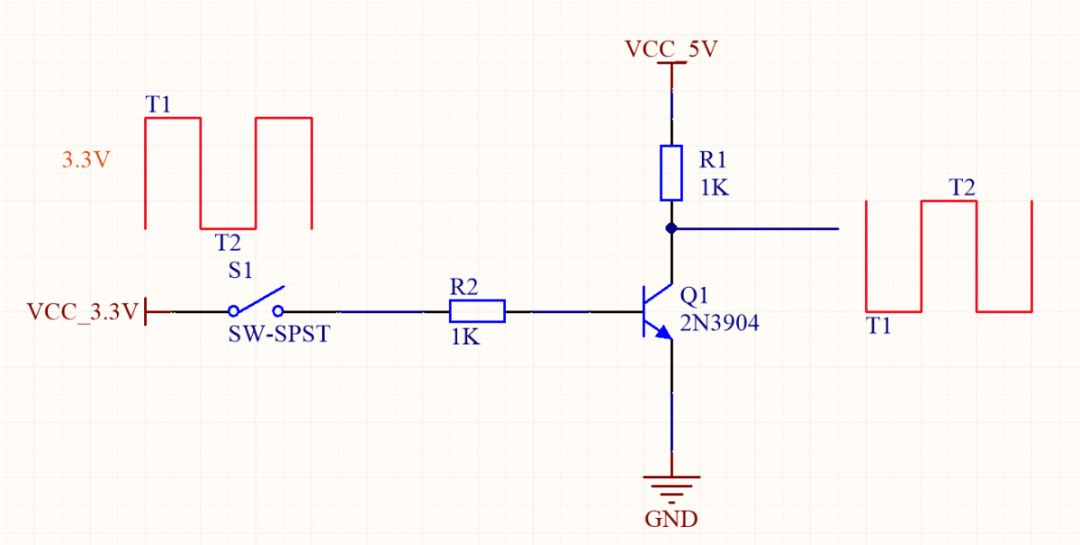 VCC_5V
T1
3.3V
R1
1K
T2
T2
S1
R2
VCC_3.3V
Q1
2N3904
SW-SPST
1K
T1
GND